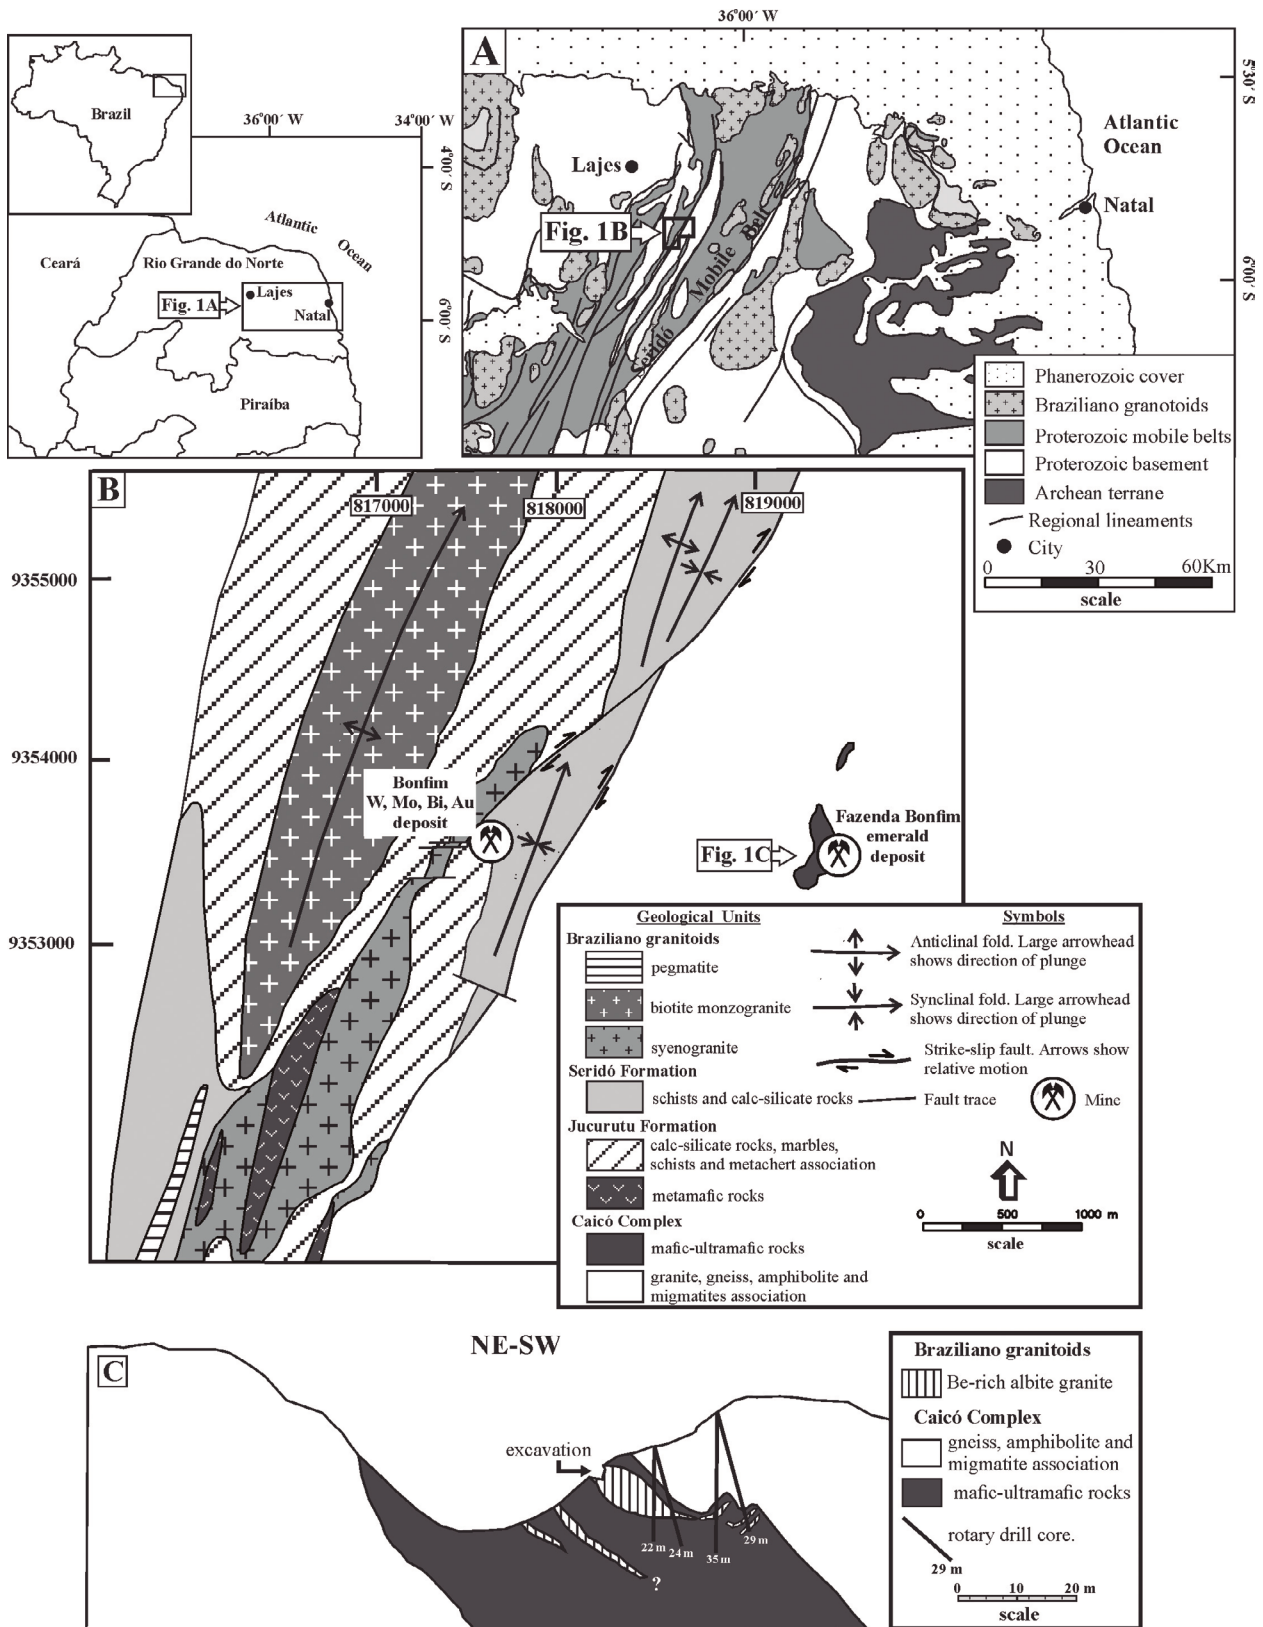 Brazil
36°00´ W
34°00´ W
4°00´ S
6°00´ S
Atlantic
Ocean
Ceará
Rio Grande do Norte
Fig. 1A
Lajes
Natal
Piraíba
A
36°00´ W
5°30´ S
6°00´ S
Lajes
Fig. 1B
Seridó Mobile Belt
Atlantic
Ocean
Natal
Phanerozoic cover
Braziliano granotoids
Proterozoic mobile belts
Proterozoic basement
Archean terrane
Regional lineaments
City
0 30 60Km
scale
B
817000
818000
819000
9355000
9354000
9353000
Bonfim
W, Mo, Bi, Au
deposit
Fig. 1C
Fazenda Bonfim
emerald
deposit
Geological Units
Braziliano granitoids
pegmatite
biotite monzogranite
syenogranite
Seridó Formation
schists and calc-silicate rocks
Jucurutu Formation
calc-silicate rocks, marbles,
schists and metachert association
metamafic rocks
Caicó Complex
mafic-ultramafic rocks
granite, gneiss, amphibolite and
migmatites association
Symbols
Anticlinal fold. Large arrowhead
shows direction of plunge
Synclinal fold. Large arrowhead
shows direction of plunge
Strike-slip fault. Arrows show
relative motion
Fault trace
Mine
N
0 500 1000 m
scale
C
NE-SW
excavation
22 m
24 m
35 m
29 m
?
Braziliano granitoids
Be-rich albite granite
Caicó Complex
gneiss, amphibolite and
migmatite association
mafic-ultramafic rocks
rotary drill core.
29 m
0 10 20 m
scale